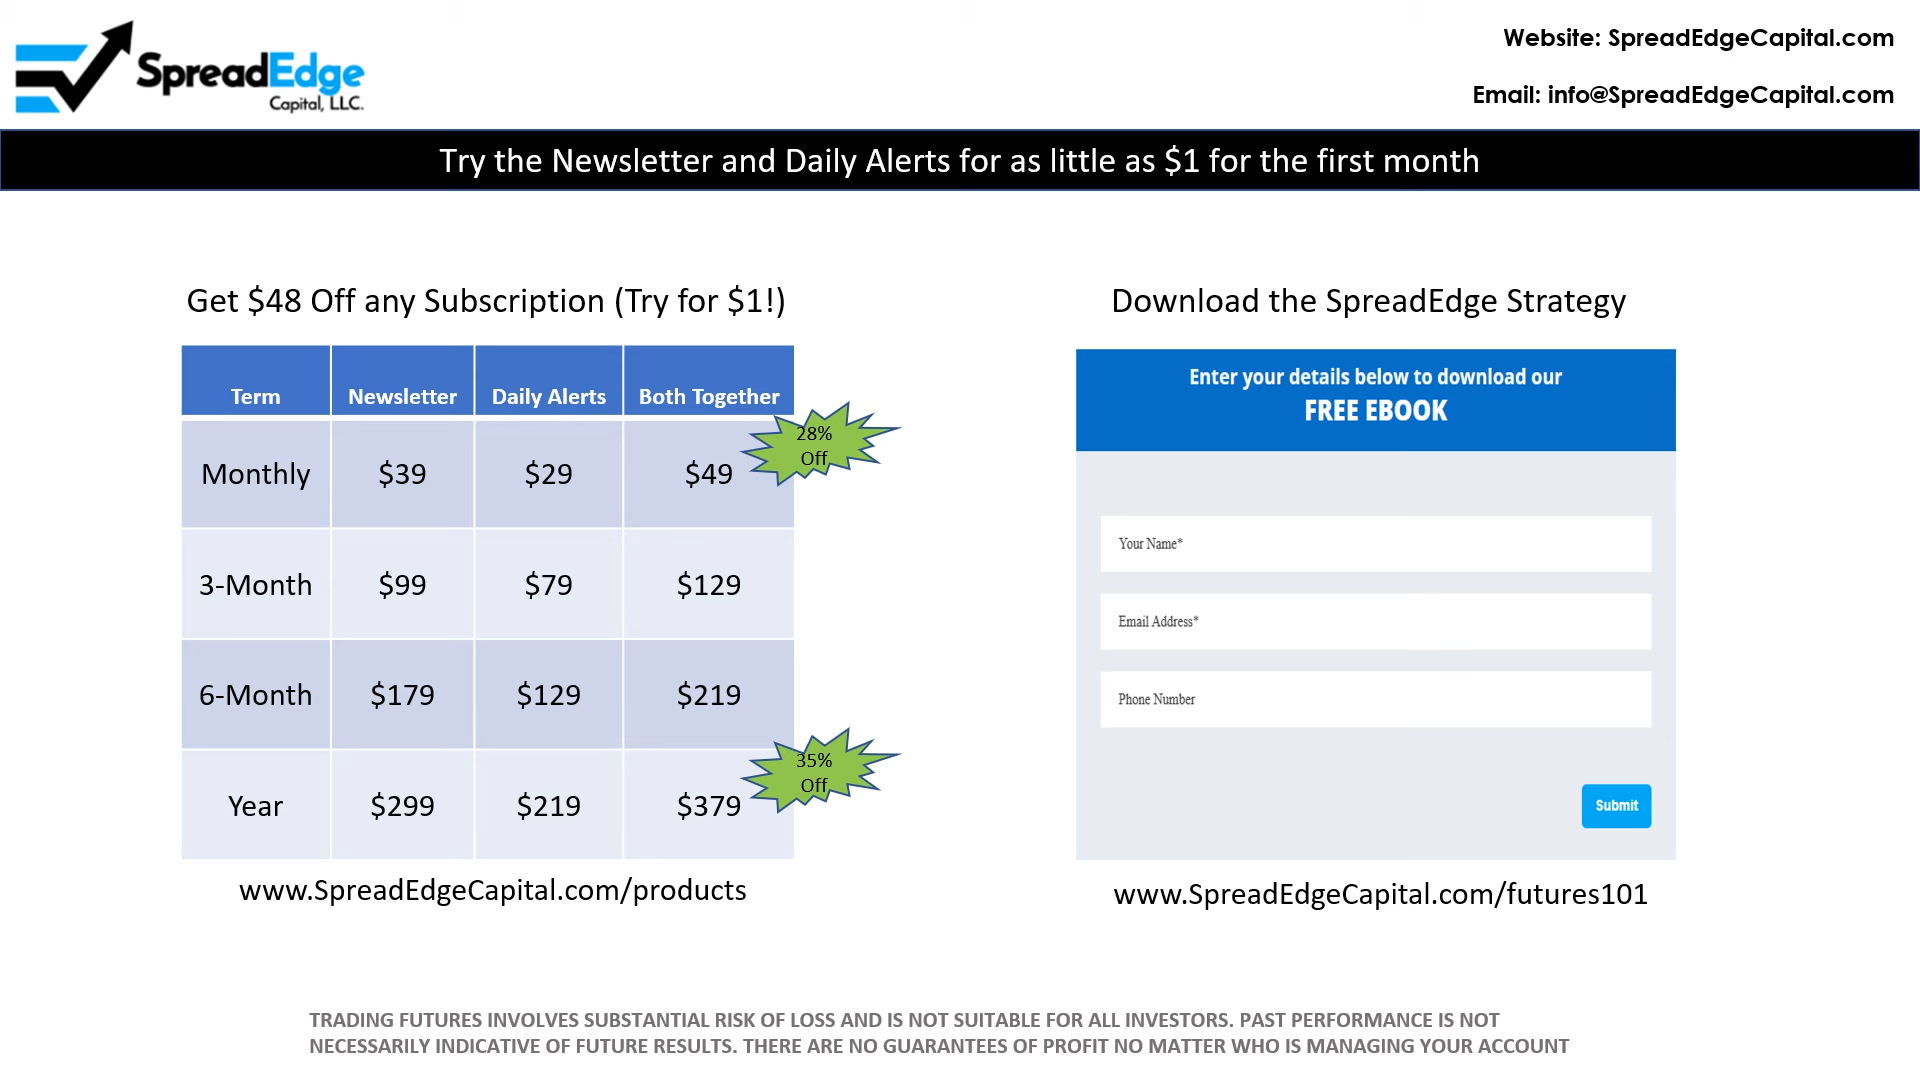 SpreadEdge
Capital, LLC.
Website: SpreadEdgeCapital.com
Email: info@SpreadEdgeCapital.com
Try the Newsletter and Daily Alerts for as little as $1 for the first month
Get $48 Off any Subscription (Try for $1!)
Term Newsletter Daily Alerts Both Together
Monthly $39 $29 $49
28%
Off
3-Month $99 $79 $129
6-Month $179 $129 $219
Year $299 $219 $379
35%
Off
www.SpreadEdgeCapital.com/products
Download the SpreadEdge Strategy
Enter your details below to download our
FREE EBOOK
Your Name*
Email Address*
Phone Number
Submit
www.SpreadEdgeCapital.com/futures101
TRADING FUTURES INVOLVES SUBSTANTIAL RISK OF LOSS AND IS NOT SUITABLE FOR ALL INVESTORS. PAST PERFORMANCE IS NOT
NECESSARILY INDICATIVE OF FUTURE RESULTS. THERE ARE NO GUARANTEES OF PROFIT NO MATTER WHO IS MANAGING YOUR ACCOUNT